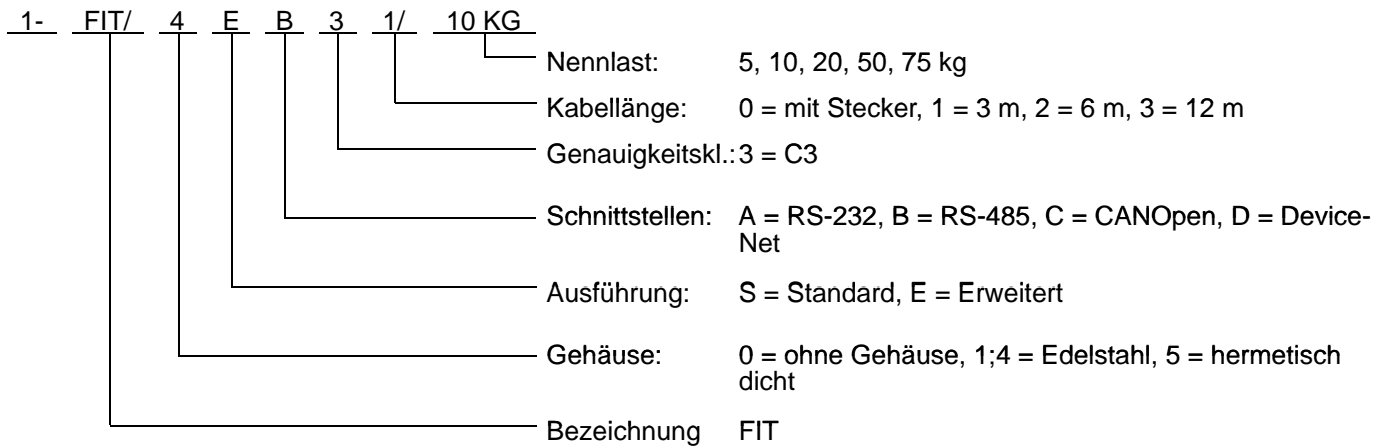 1- FIT/ 4 E B 3 1/ 10 KG
Nennlast: 5, 10, 20, 50, 75 kg
Kabellänge: 0 = mit Stecker, 1 = 3 m, 2 = 6 m, 3 = 12 m
Genauigkeitskl.: 3 = C3
Schnittstellen: A = RS-232, B = RS-485, C = CANOpen, D = Device-
Net
Ausführung: S = Standard, E = Erweitert
Gehäuse: 0 = ohne Gehäuse, 1;4 = Edelstahl, 5 = hermetisch
dicht
Bezeichnung FIT